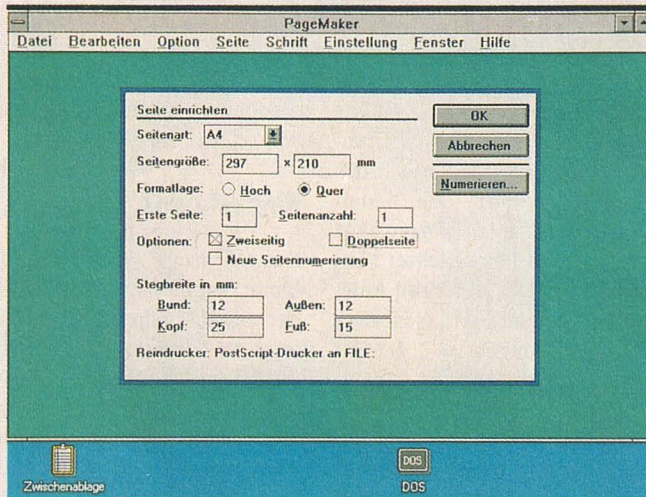 PageMaker
Datei Bearbeiten Option Seite Schrift Einstellung Fenster Hilfe
Seite einrichten
OK
Seitenart: A4
Abbrechen
Seitengröße: 297 x 210 mm
Numerieren...
Formatlage: Hoch Quer
Erste Seite: 1 Seitenanzahl: 1
Optionen: Zweiseitig Doppelseite
Neue Seitennumerierung
Stegbreite in mm:
Bund: 12 Außen: 12
Kopf: 25 Fuß: 15
Reindrucker: PostScript-Drucker an FILE:
DOS
Zwischenablage DOS